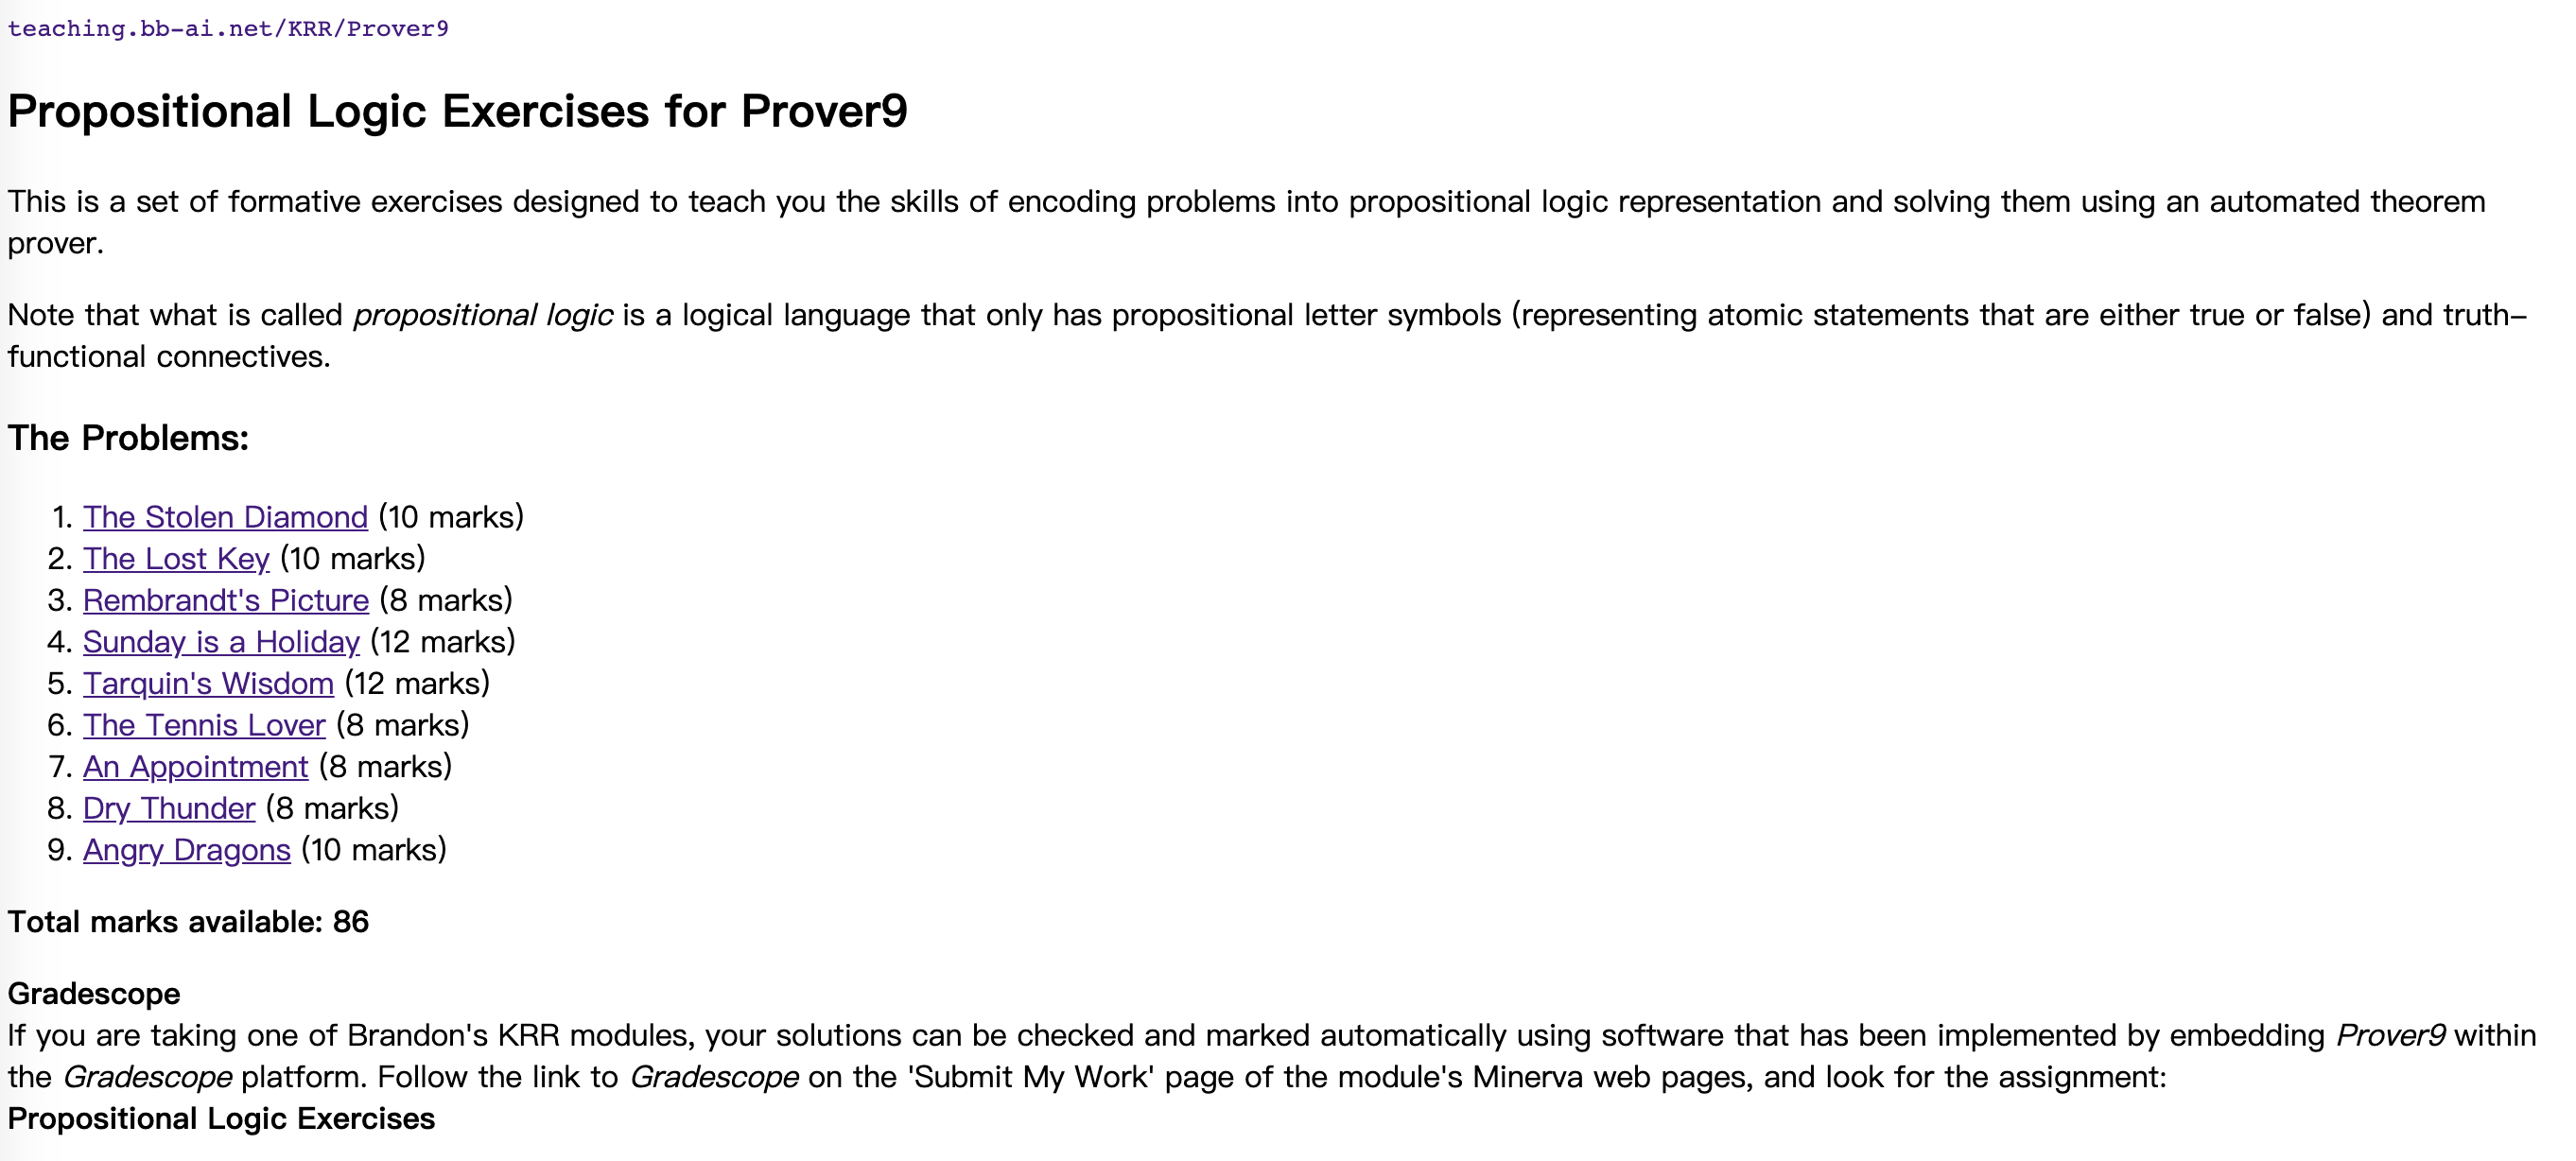 teaching.bb-ai.net/KRR/Prover9
Propositional Logic Exercises for Prover9
This is a set of formative exercises designed to teach you the skills of encoding problems into propositional logic representation and solving them using an automated theorem
prover.
Note that what is called propositional logic is a logical language that only has propositional letter symbols (representing atomic statements that are either true or false) and truth-
functional connectives.
The Problems:
1. The Stolen Diamond (10 marks)
2. The Lost Key (10 marks)
3. Rembrandt's Picture (8 marks)
4. Sunday is a Holiday (12 marks)
5. Tarquin's Wisdom (12 marks)
6. The Tennis Lover (8 marks)
7. An Appointment (8 marks)
8. Dry Thunder (8 marks)
9. Angry Dragons (10 marks)
Total marks available: 86
Gradescope
If you are taking one of Brandon's KRR modules, your solutions can be checked and marked automatically using software that has been implemented by embedding Prover9 within
the Gradescope platform. Follow the link to Gradescope on the 'Submit My Work' page of the module's Minerva web pages, and look for the assignment:
Propositional Logic Exercises